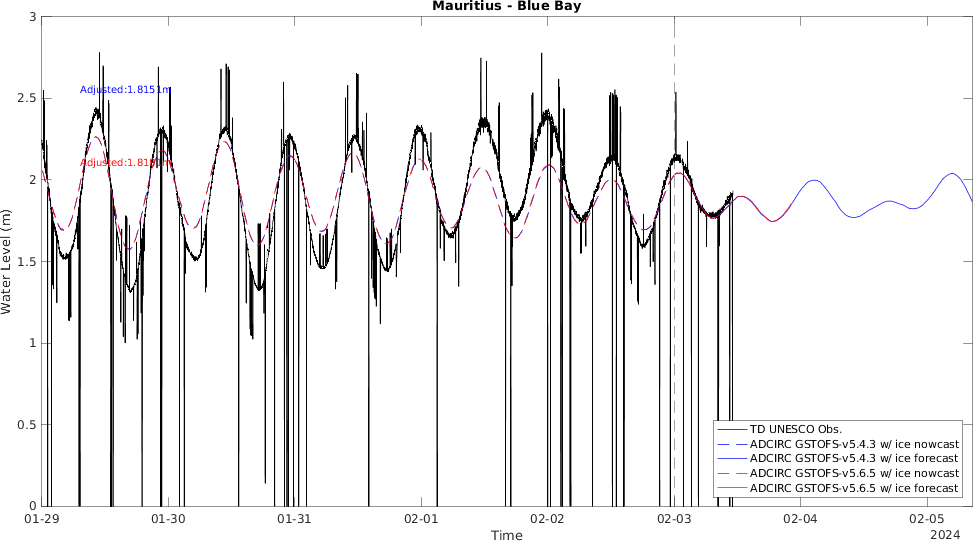 Mauritius - Blue Bay
3
2.5
2
1.5
1
0.5
0
Water Level (m)
Adjusted:1.8151m
01-29
01-30
01-31
02-01
02-02
02-03
02-04
02-05
Time
2024
TD UNESCO Obs.
ADCIRC GSTOFS-v5.4.3 w/ ice nowcast
ADCIRC GSTOFS-v5.4.3 w/ ice forecast
ADCIRC GSTOFS-v5.6.5 w/ ice nowcast
ADCIRC GSTOFS-v5.6.5 w/ ice forecast